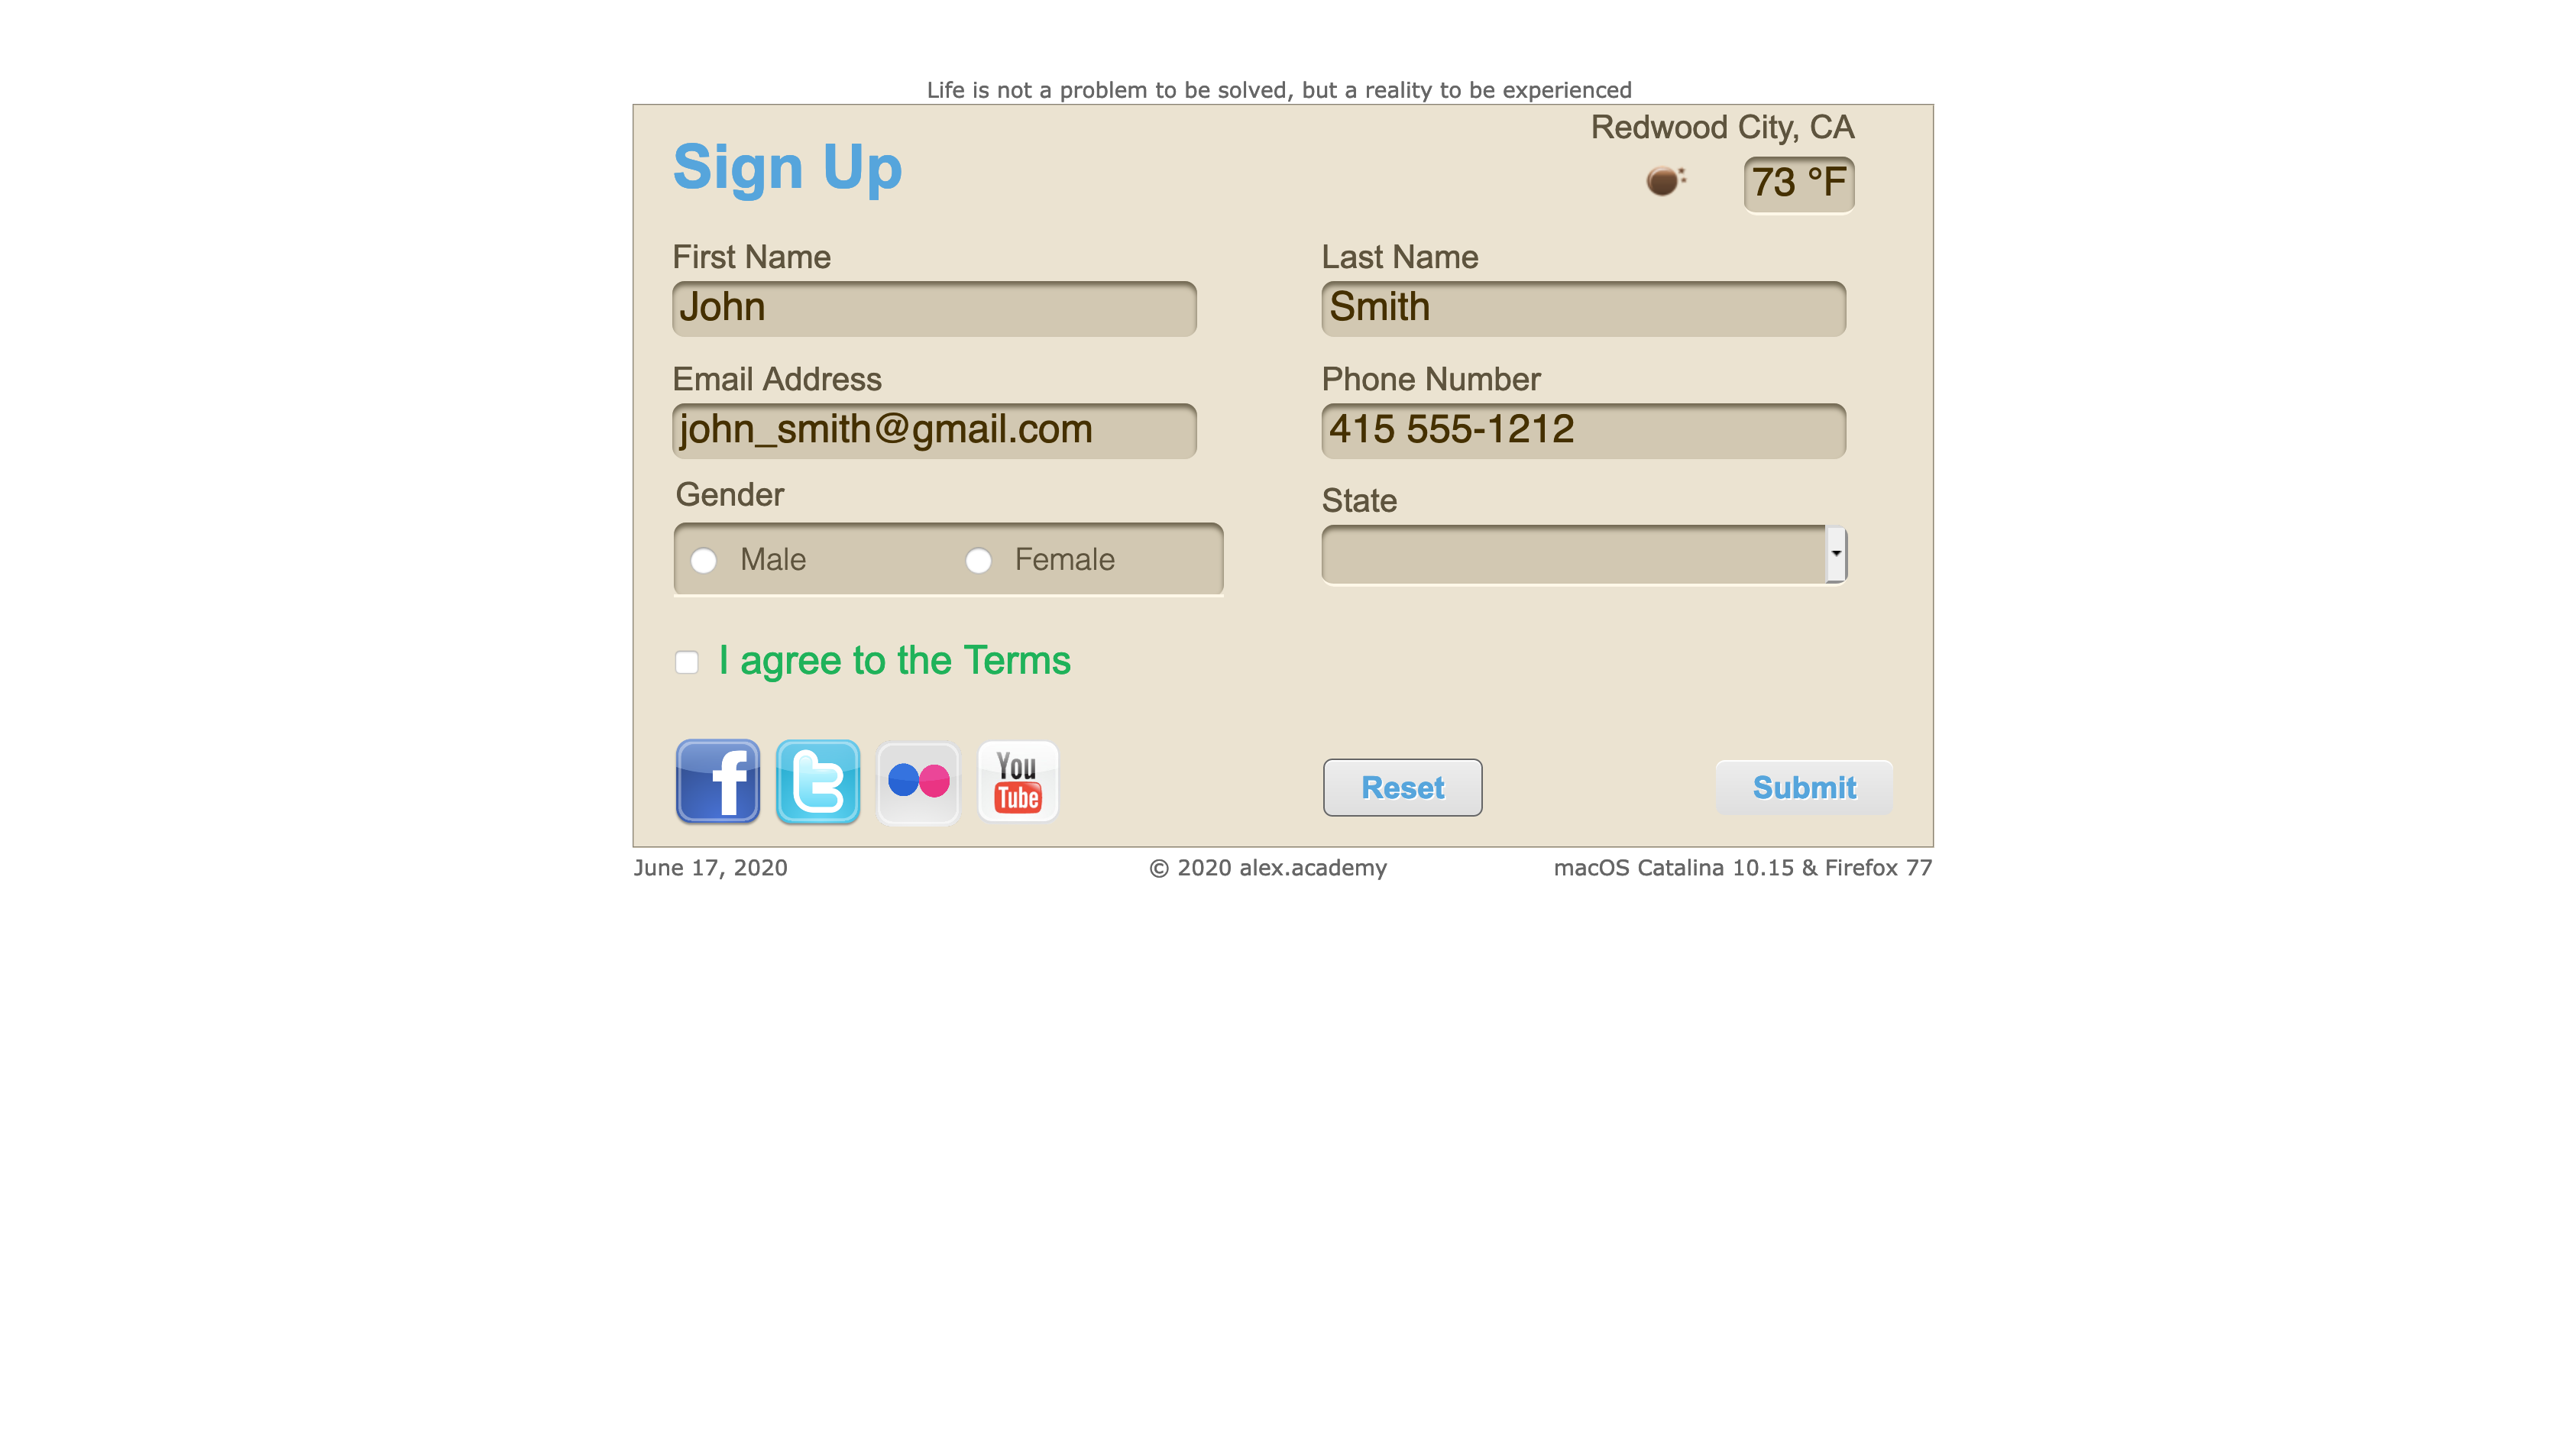 Life is not a problem to be solved, but a reality to be experienced
Sign Up
Redwood City, CA
73 °F
First Name
Last Name
John
Smith
Email Address
Phone Number
john_smith@gmail.com
415 555-1212
Gender
State
Male
Female
I agree to the Terms
f
t
You
Tube
Reset
Submit
June 17, 2020
© 2020 alex.academy
macOS Catalina 10.15 & Firefox 77